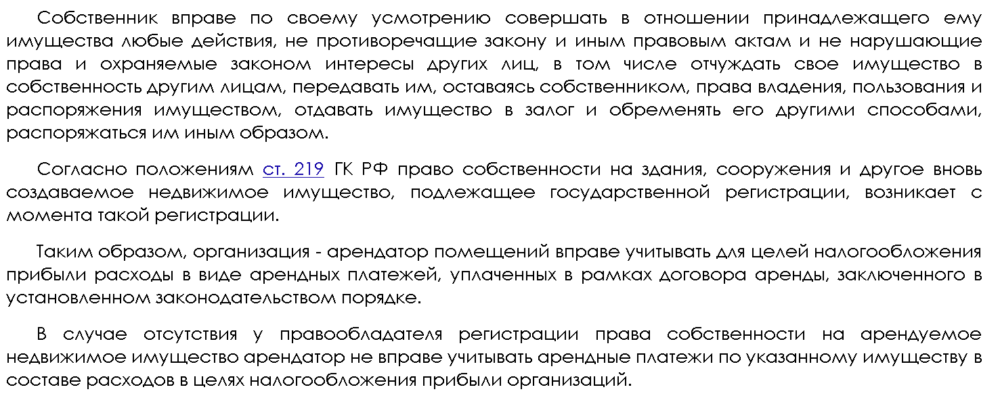 Собственник вправе по своему усмотрению совершать в отношении принадлежащего ему
имущества любые действия, не противоречащие закону и иным правовым актам и не нарушающие
права и охраняемые законом интересы других лиц, в том числе отчуждать свое имущество в
собственность другим лицам, передавать им, оставаясь собственником, права владения, пользования и
распоряжения имуществом, отдавать имущество в залог и обременять его другими способами,
распоряжаться им иным образом.
Согласно положениям ст. 219 ГК РФ право собственности на здания, сооружения и другое вновь
создаваемое недвижимое имущество, подлежащее государственной регистрации, возникает с
момента такой регистрации.
Таким образом, организация - арендатор помещений вправе учитывать для целей налогообложения
прибыли расходы в виде арендных платежей, уплаченных в рамках договора аренды, заключенного в
установленном законодательством порядке.
В случае отсутствия у правообладателя регистрации права собственности на арендуемое
недвижимое имущество арендатор не вправе учитывать арендные платежи по указанному имуществу в
составе расходов в целях налогообложения прибыли организаций.